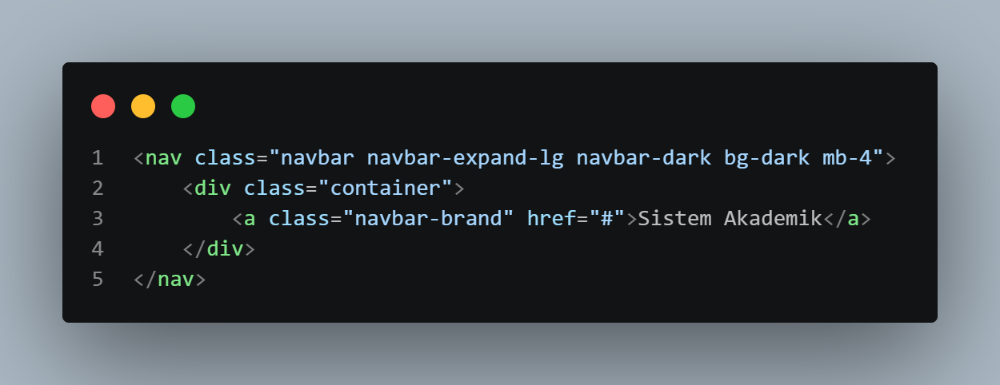 1 <nav class="navbar navbar-expand-lg navbar-dark bg-dark mb-4">
2     <div class="container">
3         <a class="navbar-brand" href="#">Sistem Akademik</a>
4     </div>
5 </nav>